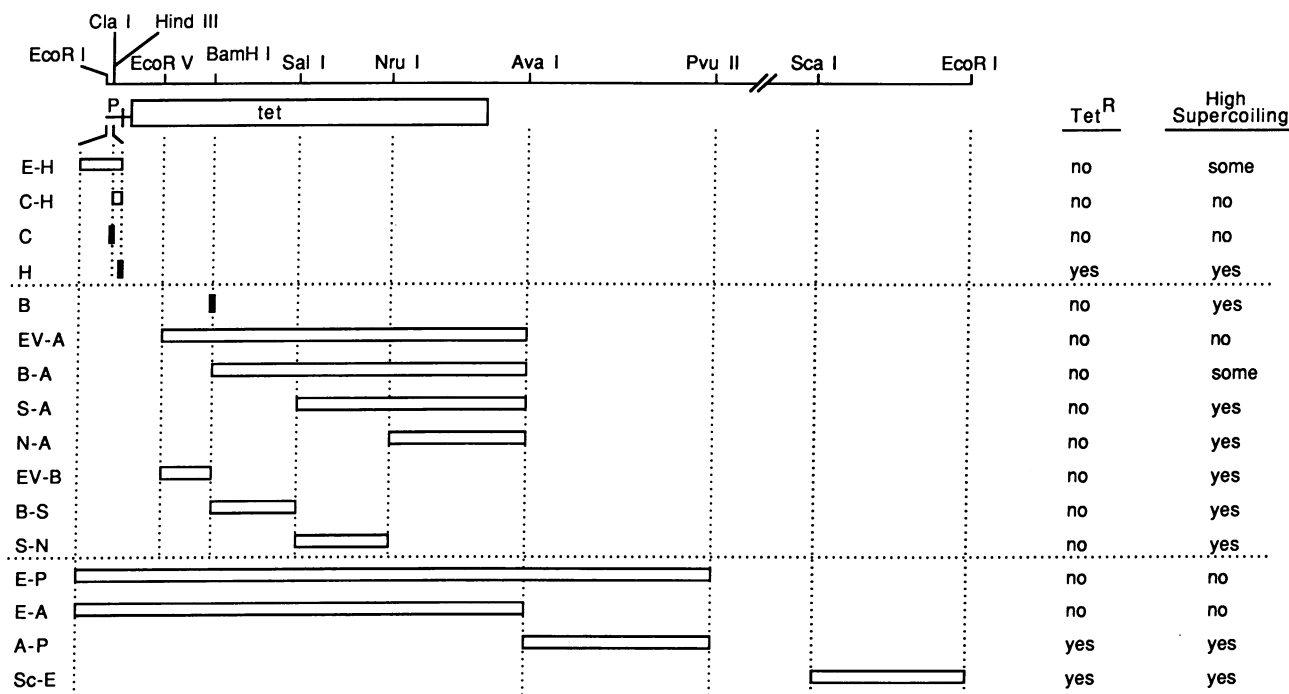 Cla I Hind III
EcoR I EcoR V BamH I Sal I Nru I Ava I Pvu II Sca I EcoR I
P tet Tet^R High Supercoiling
E-H no some
C-H no no
C no no
H yes yes
B no yes
EV-A no no
B-A no some
S-A no yes
N-A no yes
EV-B no yes
B-S no yes
S-N no yes
E-P no no
E-A no no
A-P yes yes
Sc-E yes yes